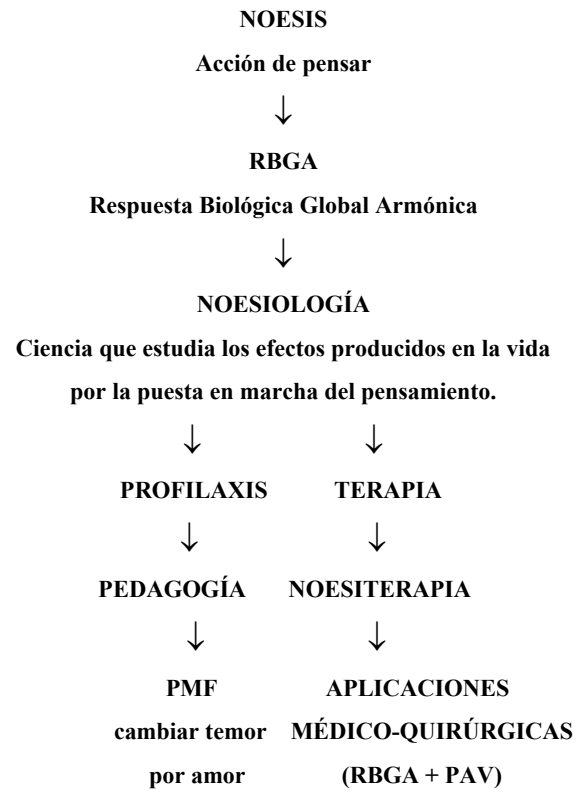 NOESIS
Acción de pensar
↓
RBGA
Respuesta Biológica Global Armónica
↓
NOESIOLOGÍA
Ciencia que estudia los efectos producidos en la vida
por la puesta en marcha del pensamiento.
↓ ↓
PROFILAXIS TERAPIA
↓ ↓
PEDAGOGÍA NOESITERAPIA
↓ ↓
PMF APLICACIONES
cambiar temor MÉDICO-QUIRÚRGICAS
por amor (RBGA + PAV)